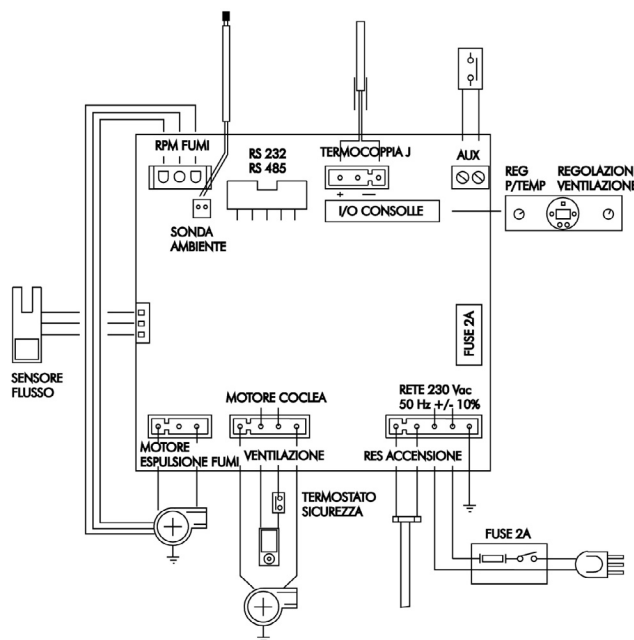 RPM FUMI
RS 232
RS 485
TERMOCOPPIA J
AUX
REG
P/TEMP
REGOLAZION
VENTILAZIONE
+ —
I/O CONSOLLE
SONDA
AMBIENTE
FUSE 2A
SENSORE
FLUSSO
MOTORE COCLEA
RETE 230 Vac
50 Hz +/- 10%
MOTORE
ESPULSIONE FUMI
VENTILAZIONE
RES ACCENSIONE
TERMOSTATO
SICUREZZA
FUSE 2A